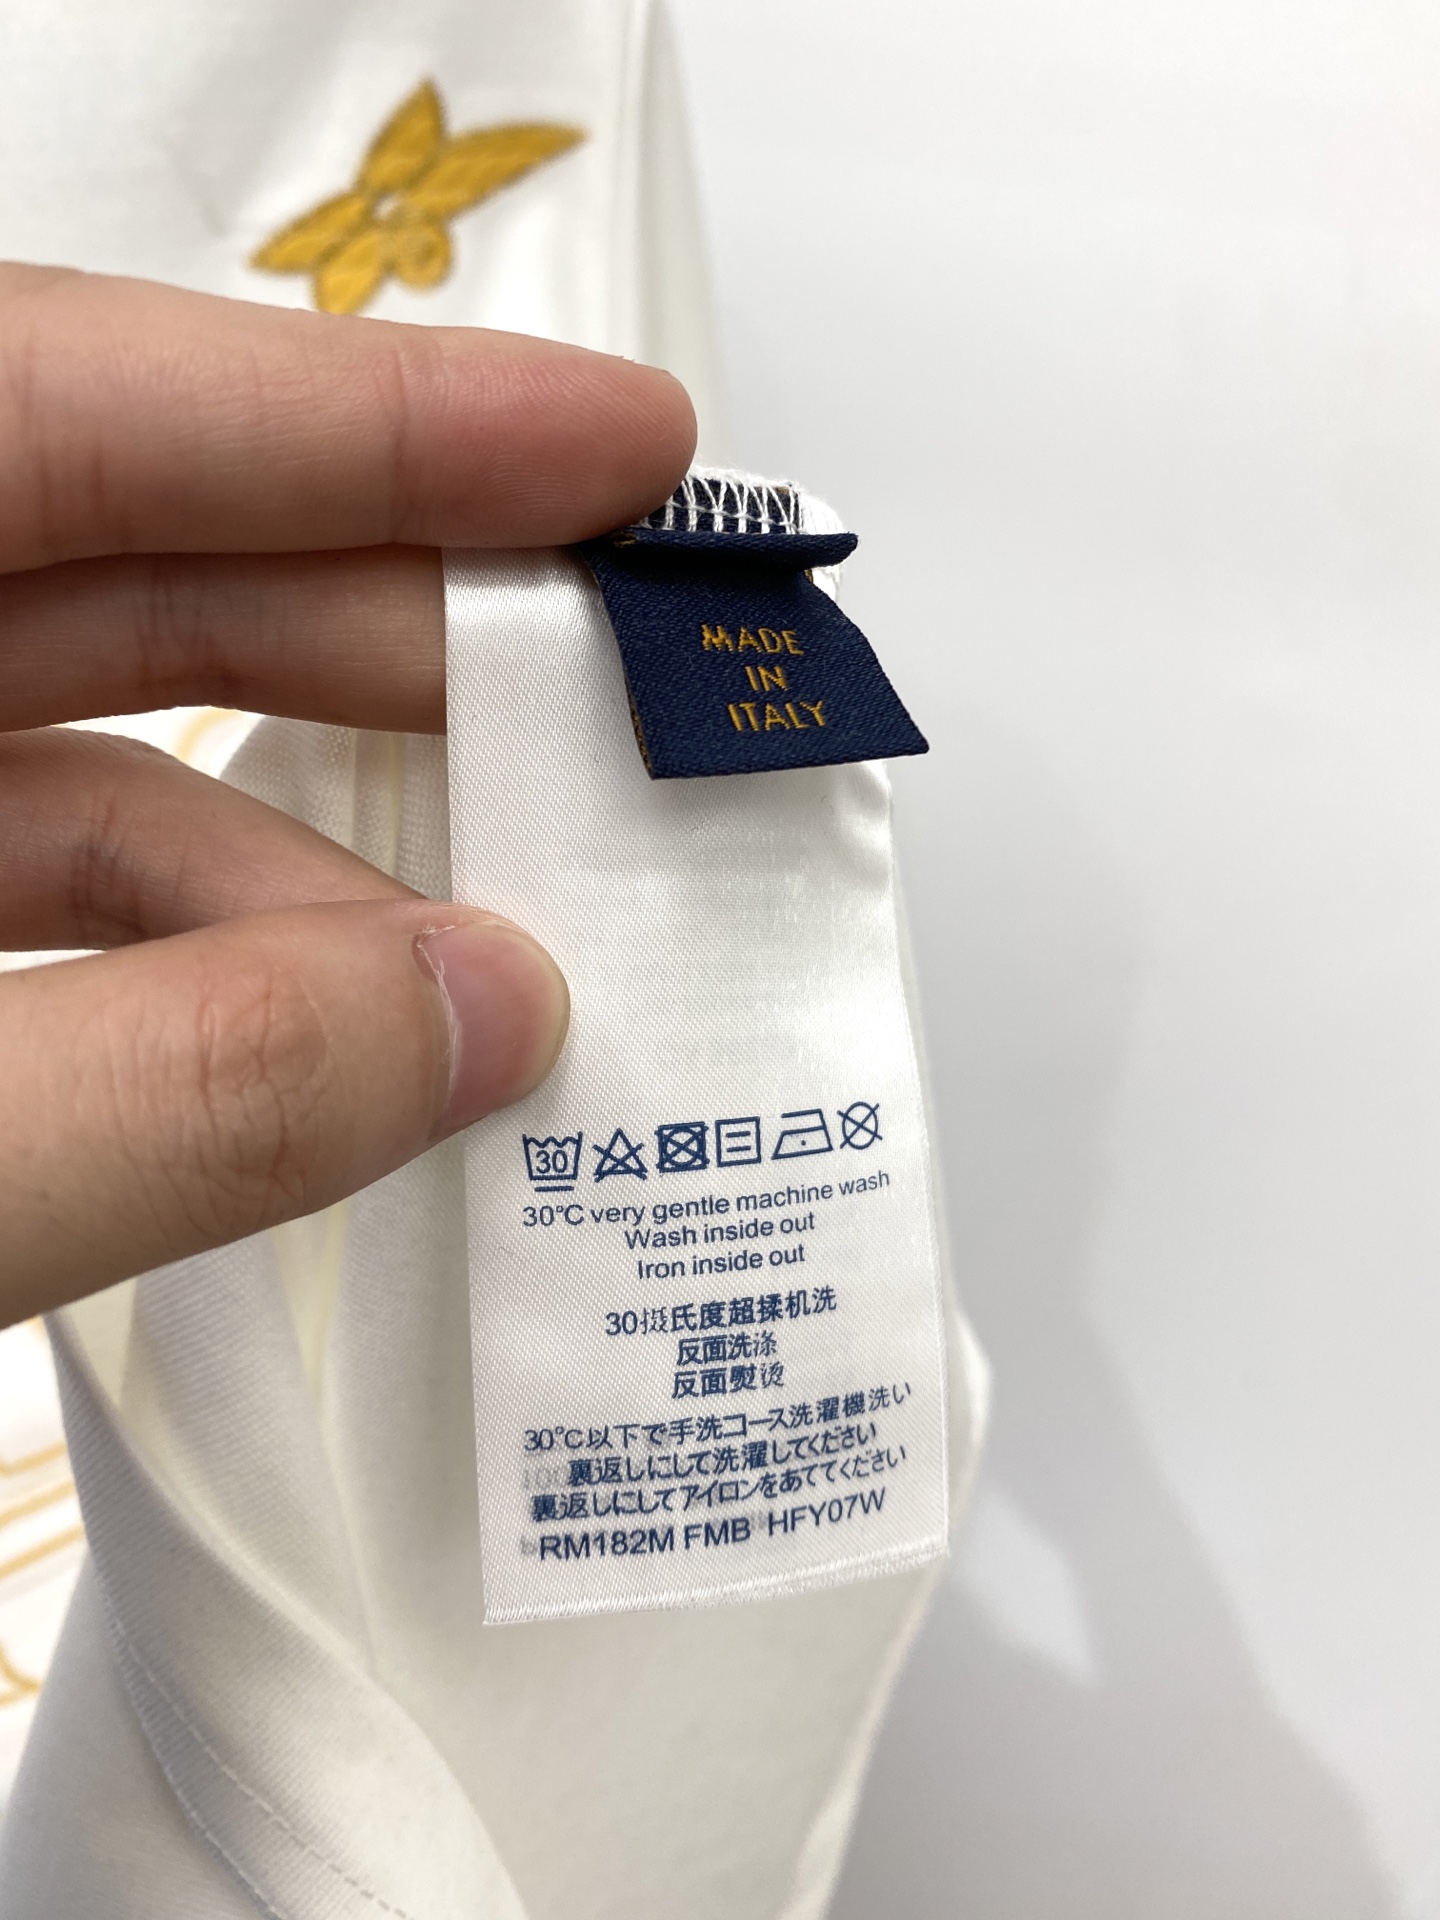 MADE
IN
ITALY
30
30°C very gentle machine wash
Wash inside out
Iron inside out
30摄氏度超揉机洗
反面洗涤
反面熨烫
30°C以下で手洗コース洗濯機洗い
裏返しにして洗濯してください
裏返しにしてアイロンをあててください
RM182M FMB HFY07W